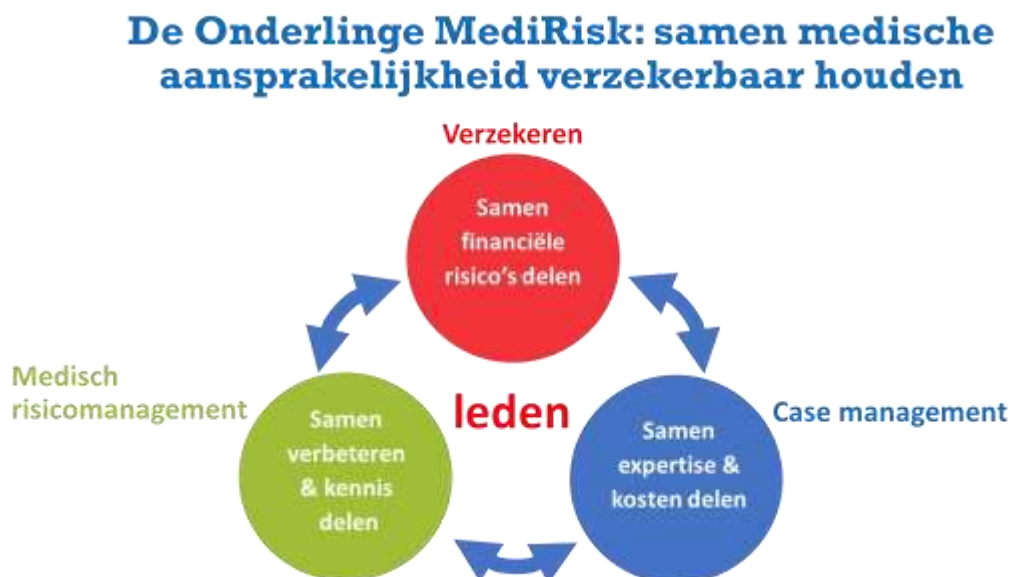 De Onderlinge MediRisk: samen medische
aansprakelijkheid verzekerbaar houden
Verzekeren
Samen
financiële
risico's delen
Medisch
risicomanagement
leden
Case management
Samen
verbeteren
& kennis
delen
Samen
expertise &
kosten delen